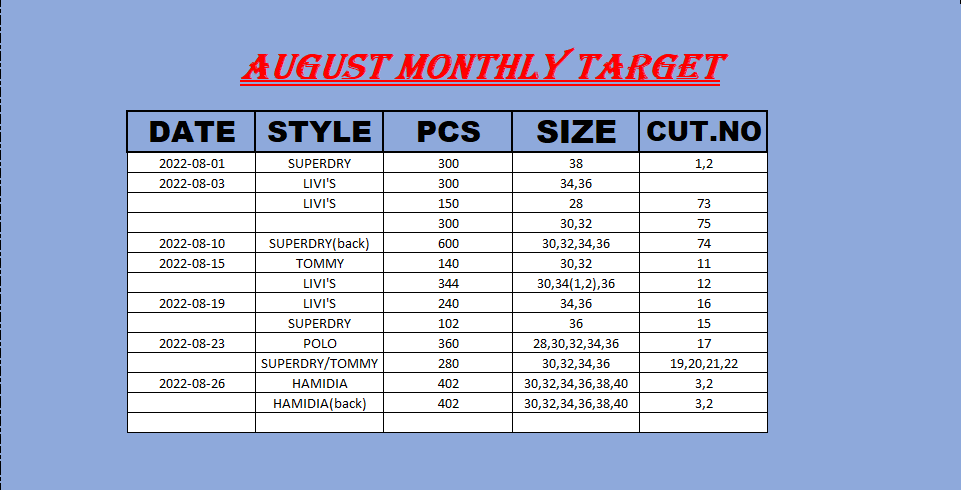 AUGUST MONTHLY TARGET
DATE STYLE PCS SIZE CUT.NO
2022-08-01 SUPERDRY 300 38 1,2
2022-08-03 LIVI'S 300 34,36
LIVI'S 150 28 73
300 30,32 75
2022-08-10 SUPERDRY(back) 600 30,32,34,36 74
2022-08-15 TOMMY 140 30,32 11
LIVI'S 344 30,34(1,2),36 12
2022-08-19 LIVI'S 240 34,36 16
SUPERDRY 102 36 15
2022-08-23 POLO 360 28,30,32,34,36 17
SUPERDRY/TOMMY 280 30,32,34,36 19,20,21,22
2022-08-26 HAMIDIA 402 30,32,34,36,38,40 3,2
HAMIDIA(back) 402 30,32,34,36,38,40 3,2